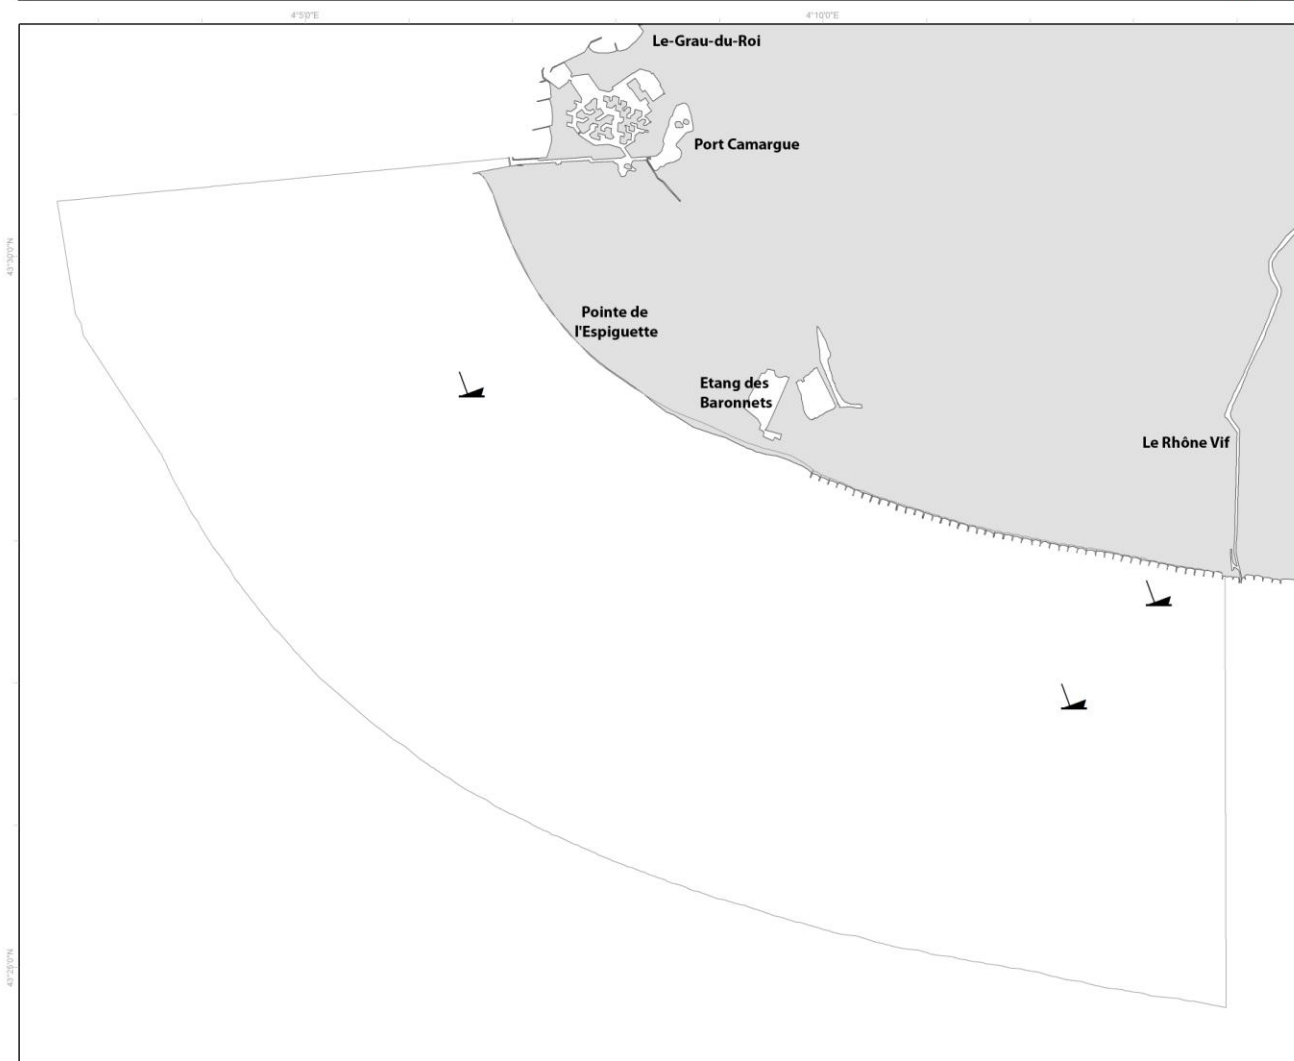 4°5'0"E
4°10'0"E
Le-Grau-du-Roi
Port Camargue
43°30'0"N
Pointe de
l'Espiguette
Etang des
Baronnets
Le Rhône Vif
43°25'0"N